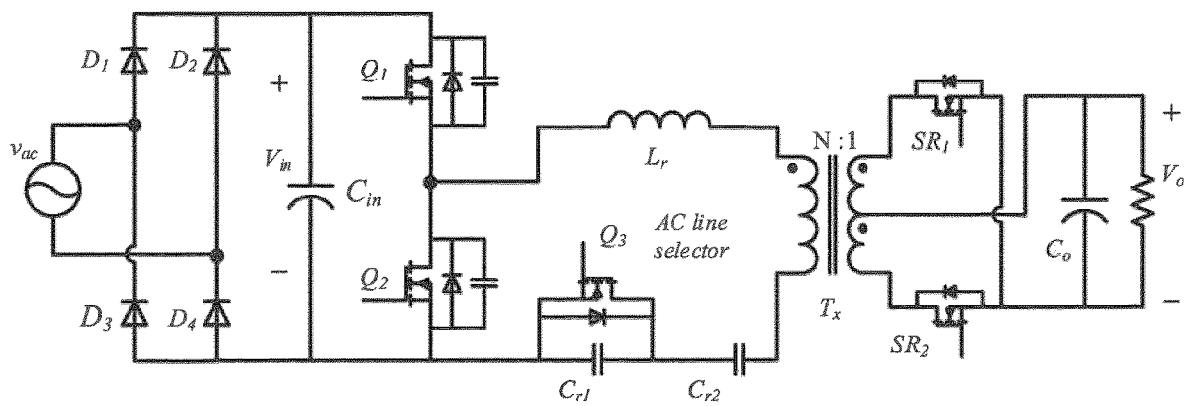 D1
D2
Q1
+
Vin
−
Cin
vac
Lr
N : 1
SR1
+
Vo
−
Co
AC line
selector
Q3
Q2
D3
D4
Tx
SR2
Cr1
Cr2